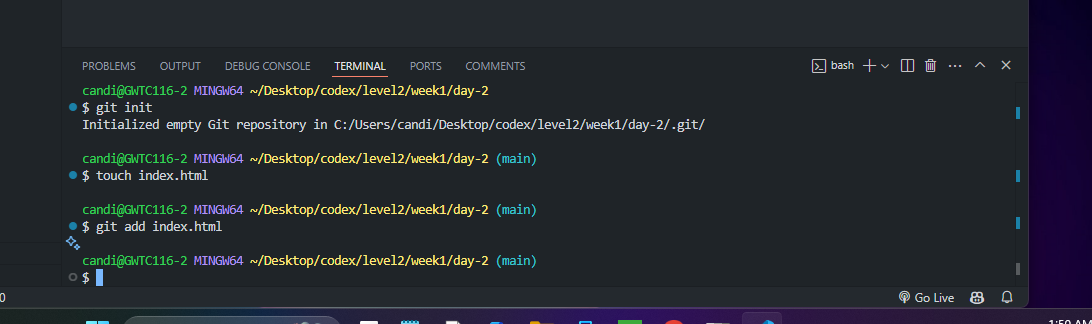 PROBLEMS OUTPUT DEBUG CONSOLE TERMINAL PORTS COMMENTS bash
candi@GWTC116-2 MINGW64 ~/Desktop/codex/level2/week1/day-2
$ git init
Initialized empty Git repository in C:/Users/candi/Desktop/codex/level2/week1/day-2/.git/
candi@GWTC116-2 MINGW64 ~/Desktop/codex/level2/week1/day-2 (main)
$ touch index.html
candi@GWTC116-2 MINGW64 ~/Desktop/codex/level2/week1/day-2 (main)
$ git add index.html
candi@GWTC116-2 MINGW64 ~/Desktop/codex/level2/week1/day-2 (main)
$
0 Go Live